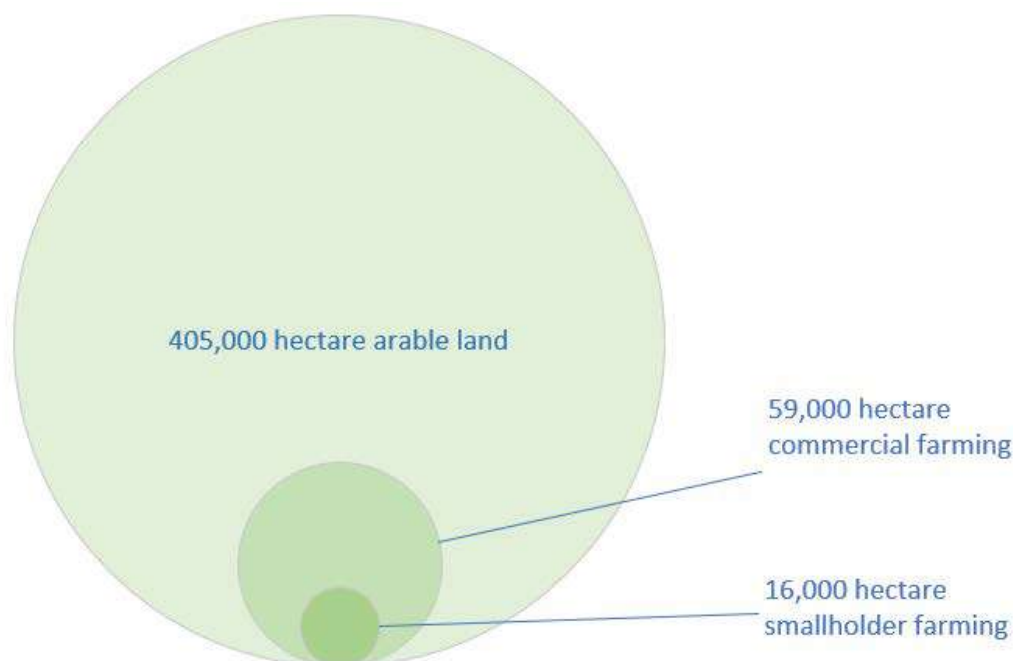 405,000 hectare arable land
59,000 hectare
commercial farming
16,000 hectare
smallholder farming